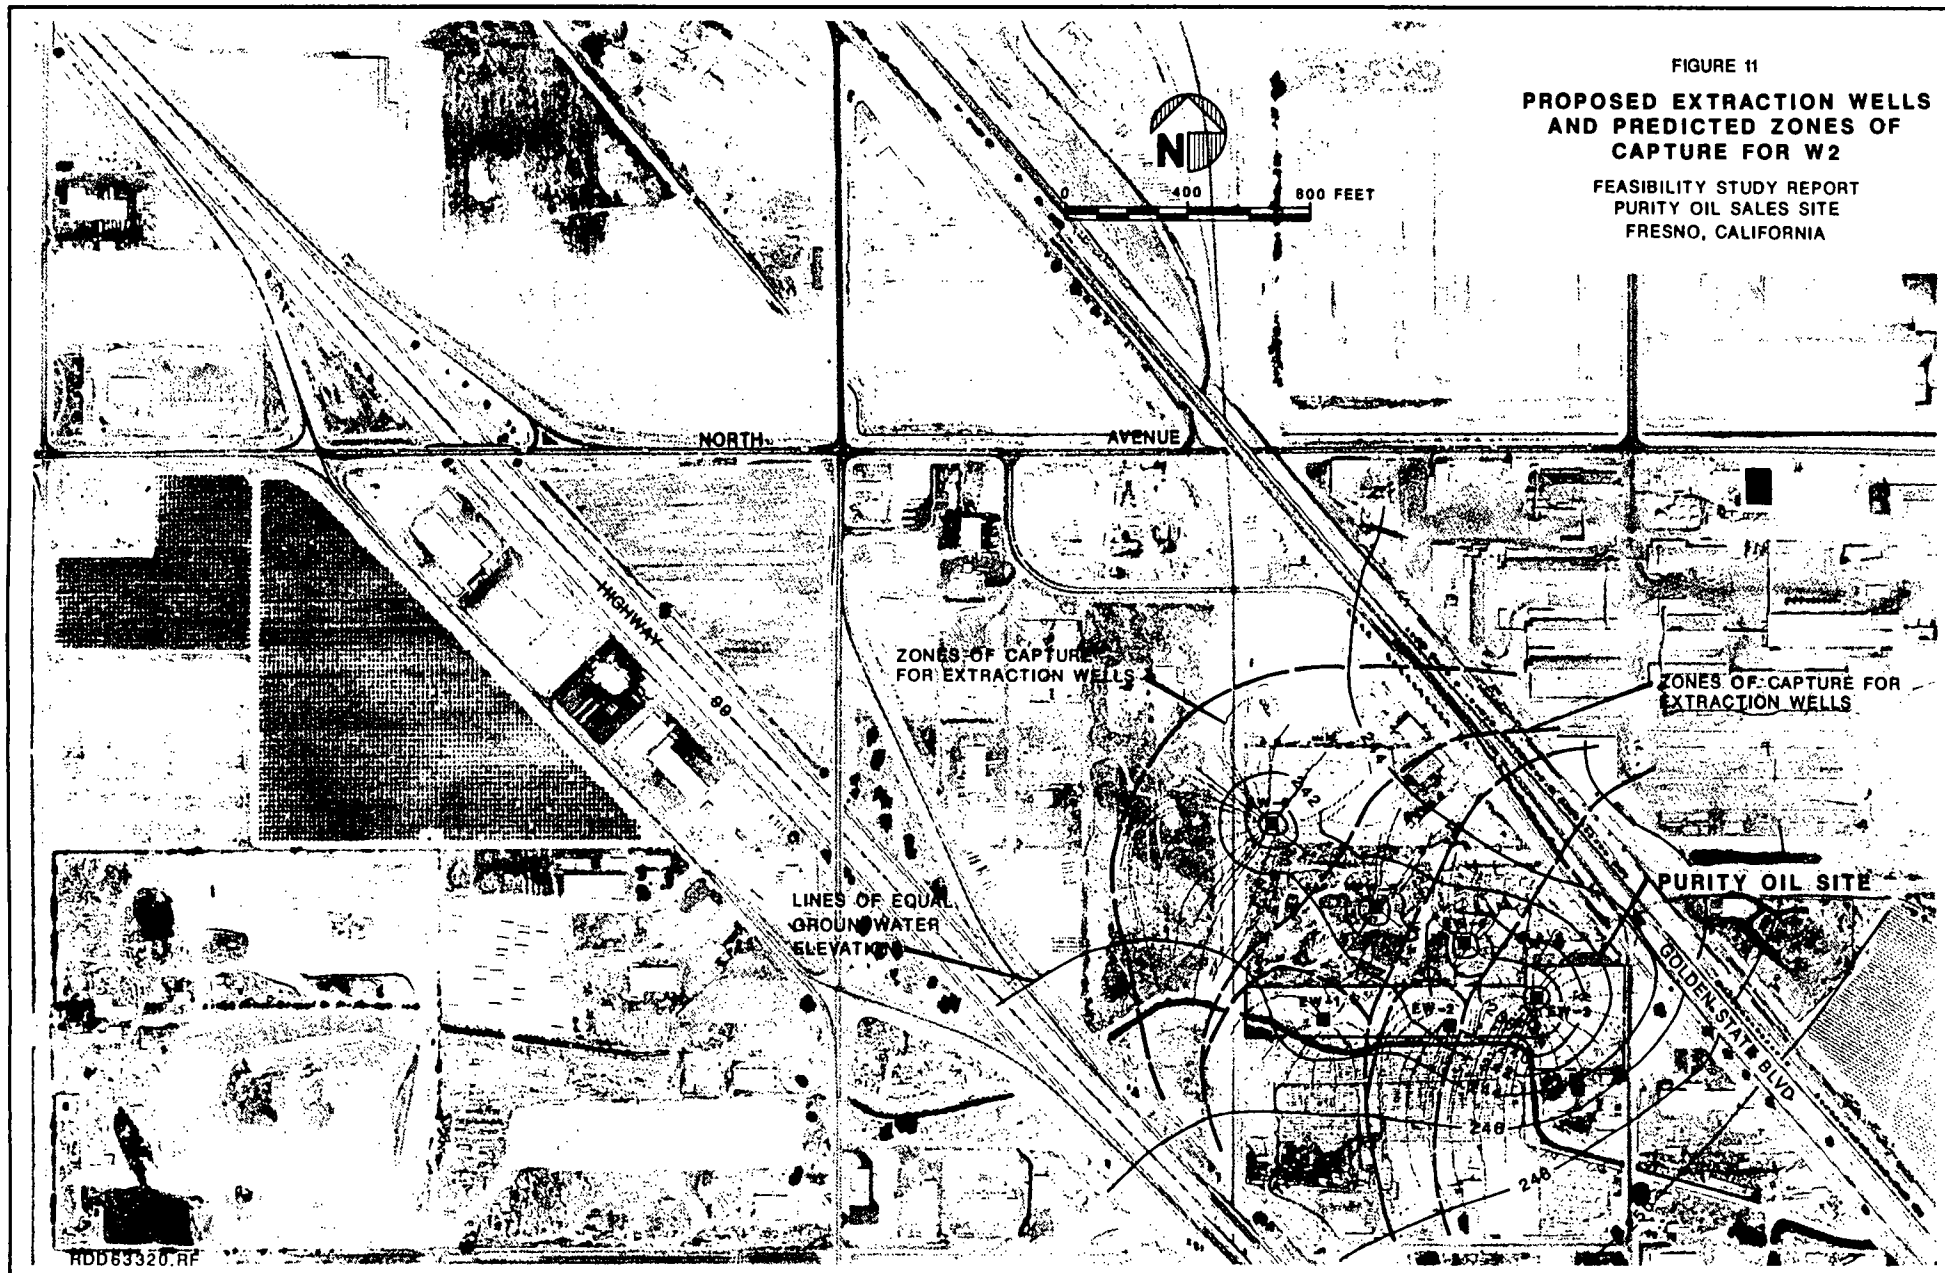 FIGURE 11
PROPOSED EXTRACTION WELLS
AND PREDICTED ZONES OF
CAPTURE FOR W2
FEASIBILITY STUDY REPORT
PURITY OIL SALES SITE
FRESNO, CALIFORNIA
N
0 400 800 FEET
NORTH AVENUE
HIGHWAY
ZONES OF CAPTURE
FOR EXTRACTION WELLS
ZONES OF CAPTURE FOR
EXTRACTION WELLS
242
PURITY OIL SITE
LINES OF EQUAL
GROUNDWATER
ELEVATION
GOLDEN STATE BLVD.
EW-1
EW-2
EW-3
246
RDD63320.RF